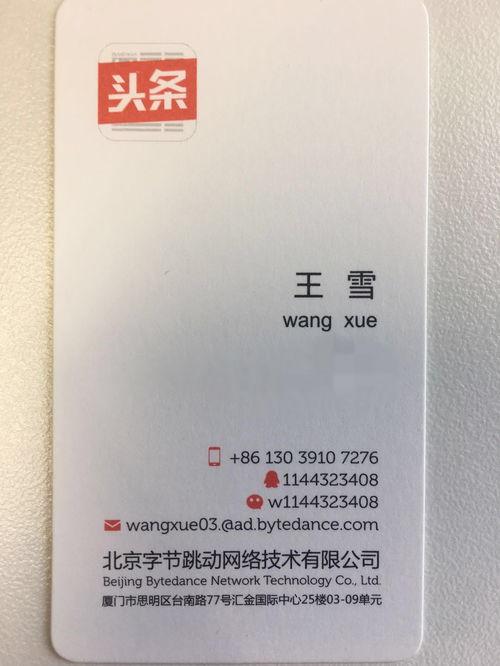 头条
王 雪
wang xue
+86 130 3910 7276
1144323408
w1144323408
wangxue03.@ad.bytedance.com
北京字节跳动网络技术有限公司
Beijing Bytedance Network Technology Co., Ltd.
厦门市思明区台南路77号汇金国际中心25楼03-09单元